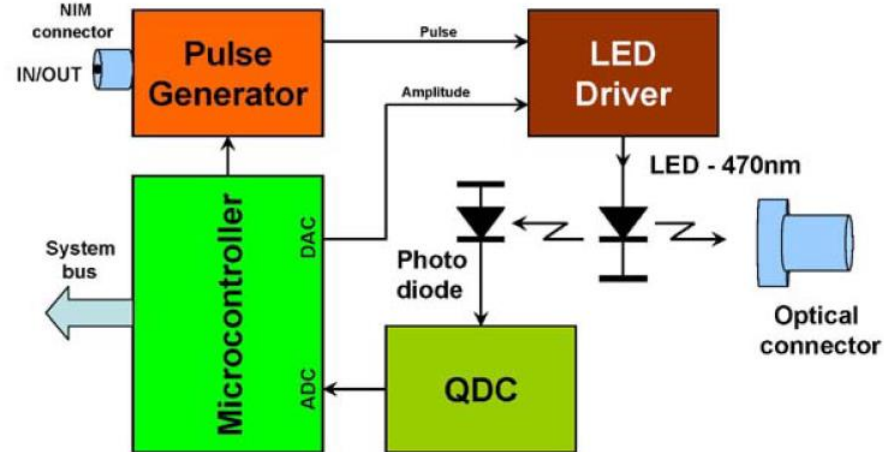 NIM
connector
IN/OUT
Pulse
Generator
Pulse
Amplitude
LED
Driver
LED - 470nm
Microcontroller
DAC
ADC
System
bus
Photo
diode
QDC
Optical
connector